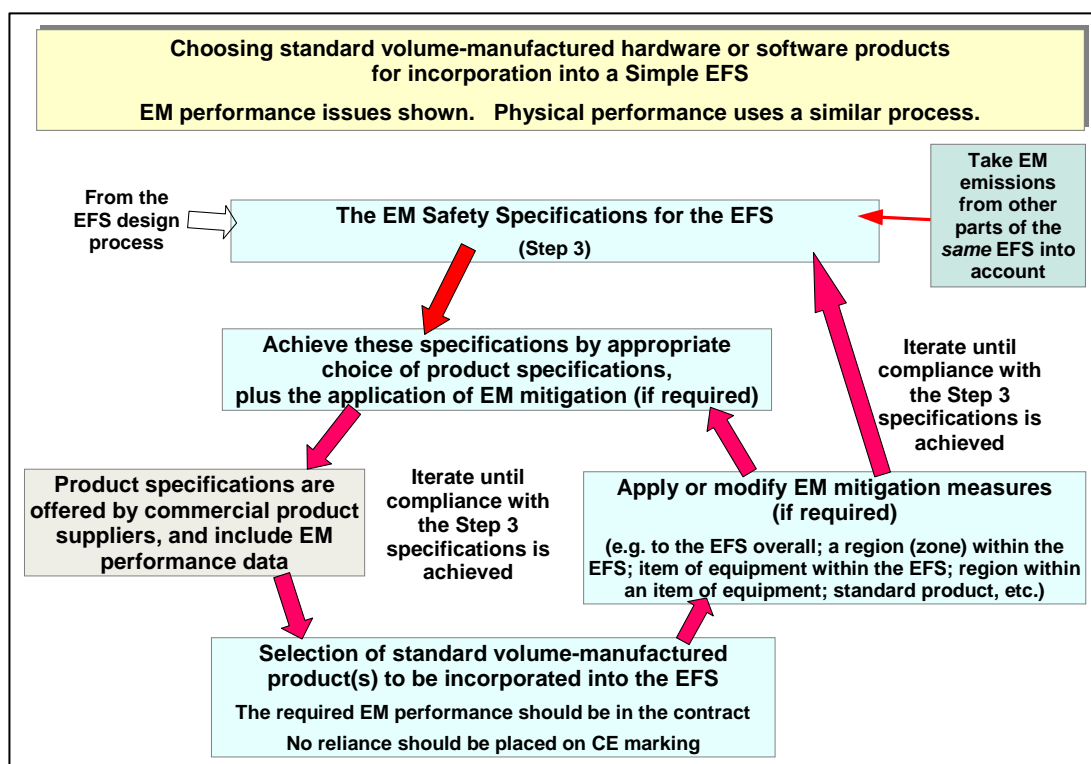 Choosing standard volume-manufactured hardware or software products
for incorporation into a Simple EFS
EM performance issues shown.   Physical performance uses a similar process.
From the
EFS design
process
The EM Safety Specifications for the EFS
(Step 3)
Take EM
emissions
from other
parts of the
same EFS into
account
Achieve these specifications by appropriate
choice of product specifications,
plus the application of EM mitigation (if required)
Iterate until
compliance with
the Step 3
specifications is
achieved
Product specifications are
offered by commercial product
suppliers, and include EM
performance data
Iterate until
compliance with
the Step 3
specifications is
achieved
Apply or modify EM mitigation measures
(if required)
(e.g. to the EFS overall; a region (zone) within the
EFS; item of equipment within the EFS; region within
an item of equipment; standard product, etc.)
Selection of standard volume-manufactured
product(s) to be incorporated into the EFS
The required EM performance should be in the contract
No reliance should be placed on CE marking